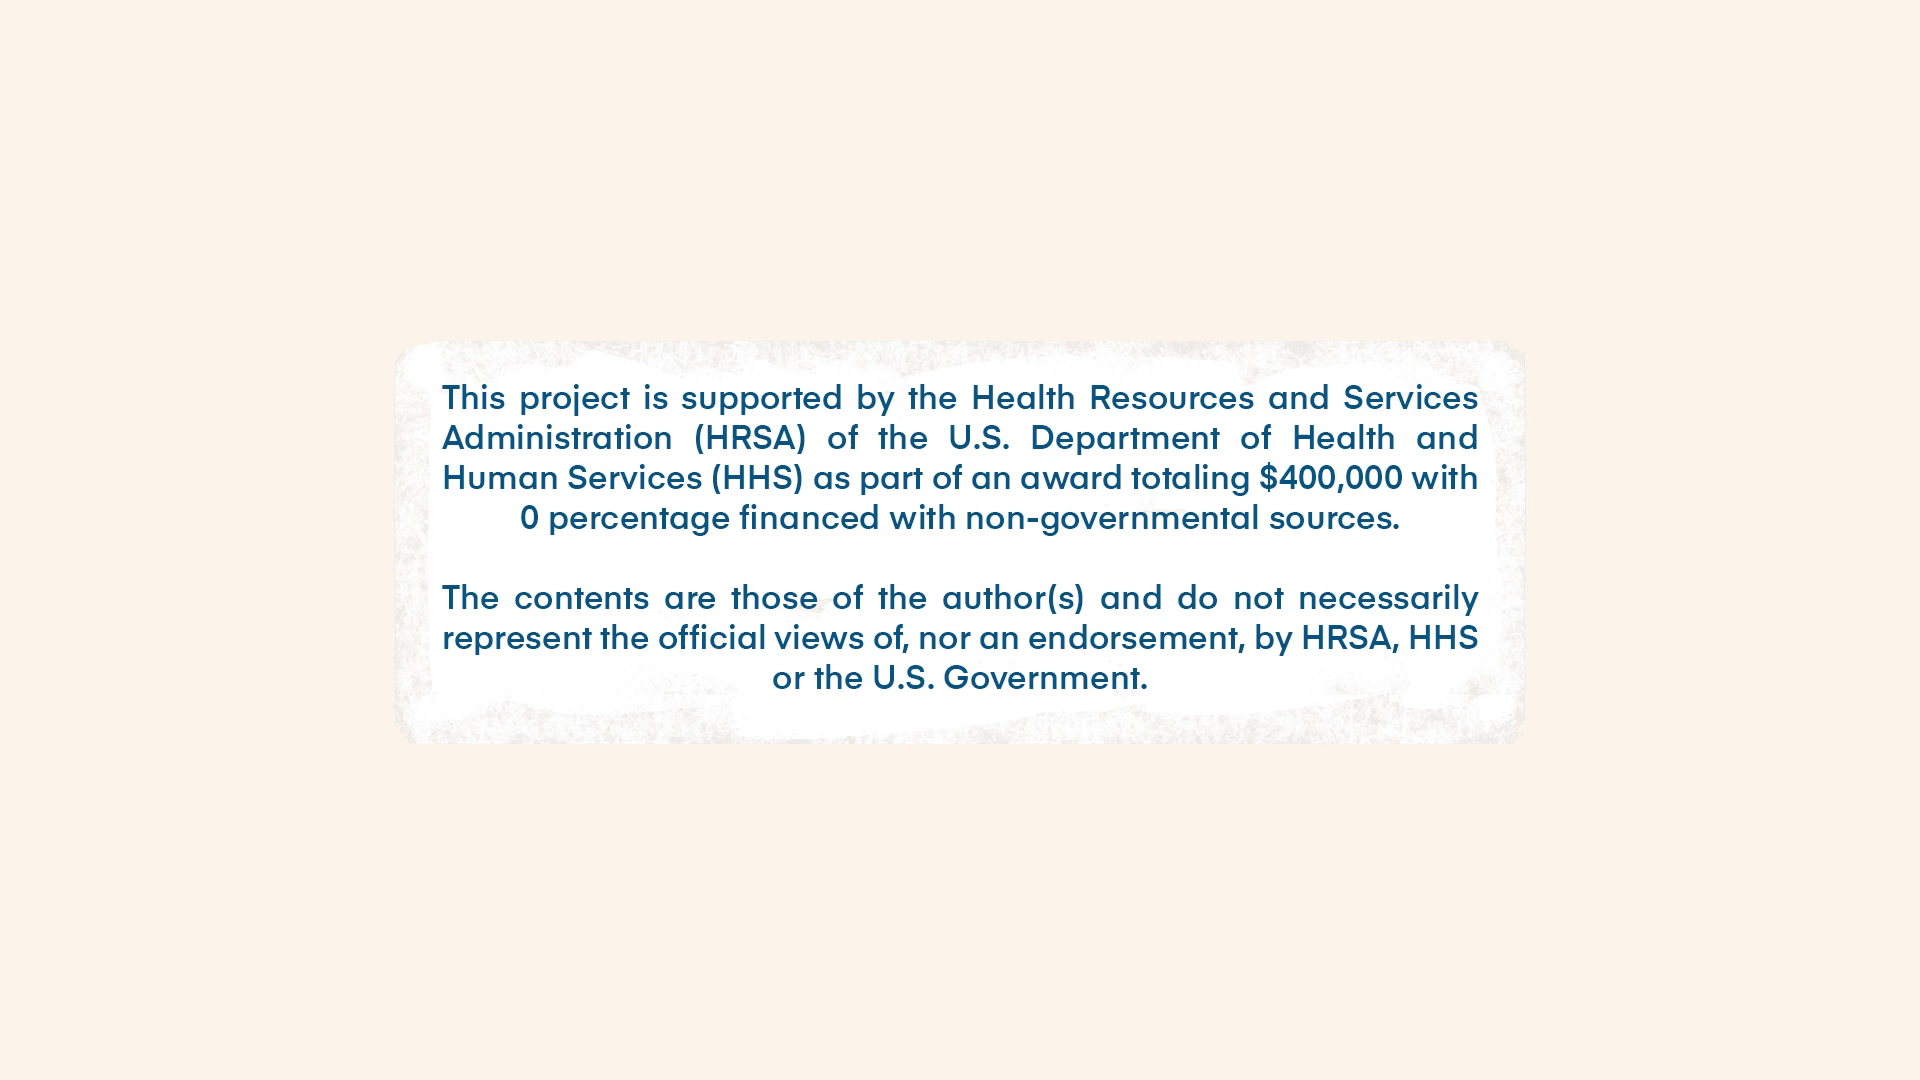 This project is supported by the Health Resources and Services
Administration (HRSA) of the U.S. Department of Health and
Human Services (HHS) as part of an award totaling $400,000 with
0 percentage financed with non-governmental sources.
The contents are those of the author(s) and do not necessarily
represent the official views of, nor an endorsement, by HRSA, HHS
or the U.S. Government.